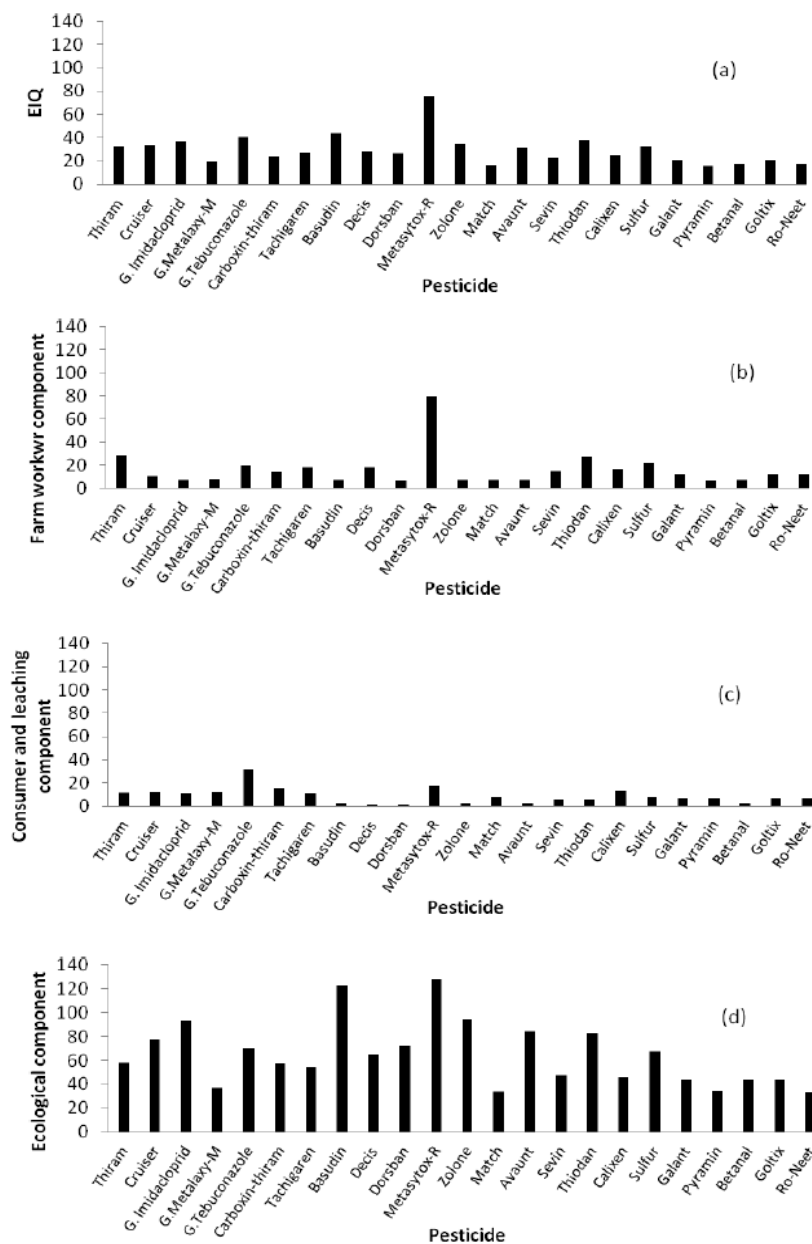 140
120
100
80
60
40
20
0
EIQ
(a)
Thiram
Cruiser
G. Imidacloprid
G.Metalaxy-M
G.Tebuconazole
Carboxin-thiram
Tachigaren
Basudin
Decis
Dorsban
Metasytox-R
Zolone
Match
Avaunt
Sevin
Thiodan
Calixen
Sulfur
Galant
Pyramin
Betanal
Goltix
Ro-Neet
Pesticide
140
120
100
80
60
40
20
0
Farm workwr component
(b)
Thiram
Cruiser
G. Imidacloprid
G.Metalaxy-M
G.Tebuconazole
Carboxin-thiram
Tachigaren
Basudin
Decis
Dorsban
Metasytox-R
Zolone
Match
Avaunt
Sevin
Thiodan
Calixen
Sulfur
Galant
Pyramin
Betanal
Goltix
Ro-Neet
Pesticide
140
120
100
80
60
40
20
0
Consumer and leaching
component
(c)
Thiram
Cruiser
G. Imidacloprid
G.Metalaxy-M
G.Tebuconazole
Carboxin-thiram
Tachigaren
Basudin
Decis
Dorsban
Metasytox-R
Zolone
Match
Avaunt
Sevin
Thiodan
Calixen
Sulfur
Galant
Pyramin
Betanal
Goltix
Ro-Neet
Pesticide
140
120
100
80
60
40
20
0
Ecological component
(d)
Thiram
Cruiser
G. Imidacloprid
G.Metalaxy-M
G.Tebuconazole
Carboxin-thiram
Tachigaren
Basudin
Decis
Dorsban
Metasytox-R
Zolone
Match
Avaunt
Sevin
Thiodan
Calixen
Sulfur
Galant
Pyramin
Betanal
Goltix
Ro-Neet
Pesticide